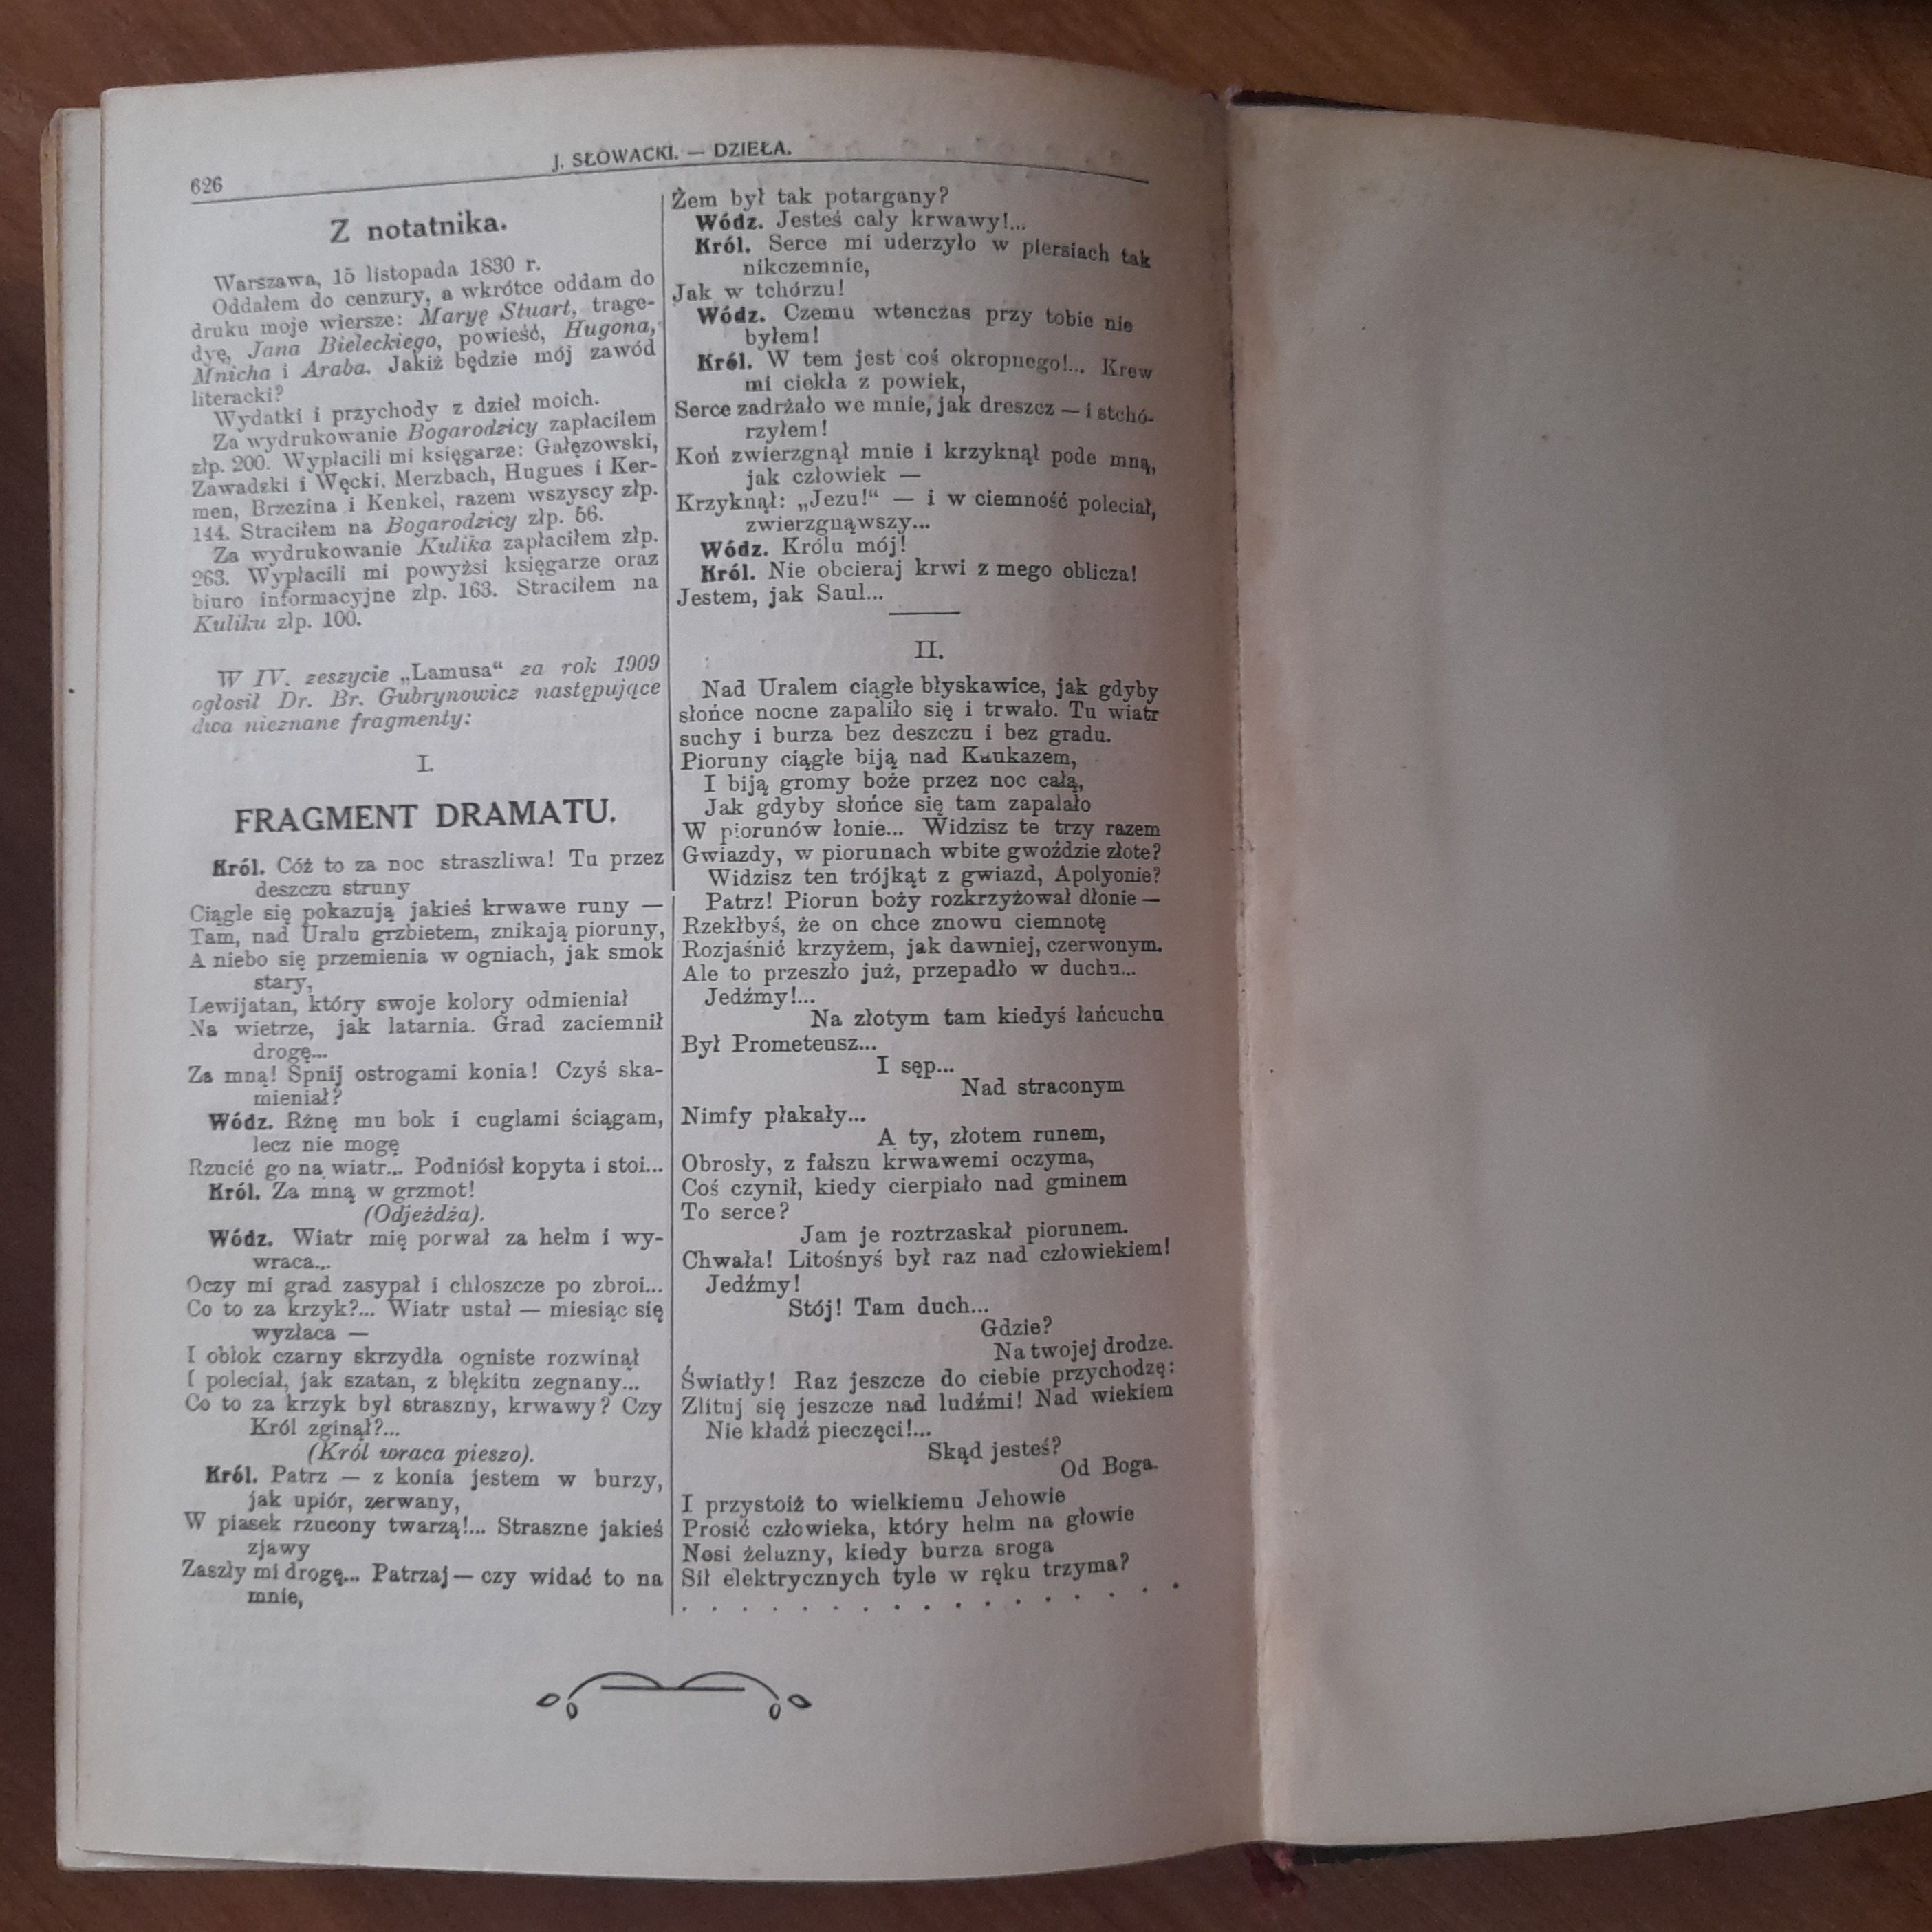 626
J. SŁOWACKI. — DZIEŁA.
Z notatnika.
Warszawa, 15 listopada 1830 r.
Oddałem do cenzury, a wkrótce oddam do
druku moje wiersze: Maryę Stuart, trage-
dyę, Jana Bieleckiego, powieść, Hugona,
Mnicha i Araba. Jakiż będzie mój zawód
literacki?
Wydatki i przychody z dzieł moich.
Za wydrukowanie Bogarodzicy zapłaciłem
złp. 200. Wypłacili mi księgarze: Gałęzowski,
Zawadzki i Węcki, Merzbach, Hugues i Ker-
men, Brzezina i Kenkel, razem wszyscy złp.
144. Straciłem na Bogarodzicy złp. 56.
Za wydrukowanie Kulika zapłaciłem złp.
263. Wypłacili mi powyżsi księgarze oraz
biuro informacyjne złp. 163. Straciłem na
Kuliku złp. 100.
W IV. zeszycie „Lamusa“ za rok 1909
ogłosił Dr. Br. Gubrynowicz następujące
dwa nieznane fragmenty:
I.
FRAGMENT DRAMATU.
Król. Cóż to za noc straszliwa! Tu przez
deszczu struny
Ciągle się pokazują jakieś krwawe runy —
Tam, nad Uralu grzbietem, znikają pioruny,
A niebo się przemienia w ogniach, jak smok
stary,
Lewijatan, który swoje kolory odmieniał
Na wietrze, jak latarnia. Grad zaciemnił
drogę...
Za mną! Spnij ostrogami konia! Czyś ska-
mieniał?
Wódz. Rżnę mu bok i cuglami ściągam,
lecz nie mogę
Rzucić go na wiatr... Podniósł kopyta i stoi...
Król. Za mną w grzmot!
(Odjeżdża).
Wódz. Wiatr mię porwał za hełm i wy-
wraca...
Oczy mi grad zasypał i chłoszcze po zbroi...
Co to za krzyk?... Wiatr ustał — miesiąc się
wyzłaca —
I obłok czarny skrzydła ogniste rozwinął
I poleciał, jak szatan, z błękitu zegnany...
Co to za krzyk był straszny, krwawy? Czy
Król zginął?...
(Król wraca pieszo).
Król. Patrz — z konia jestem w burzy,
jak upiór, zerwany,
W piasek rzucony twarzą!... Straszne jakieś
zjawy
Zaszły mi drogę... Patrzaj — czy widać to na
mnie,
Żem był tak potargany?
Wódz. Jesteś cały krwawy!...
Król. Serce mi uderzyło w piersiach tak
nikczemnie,
Jak w tchórzu!
Wódz. Czemu wtenczas przy tobie nie
byłem!
Król. W tem jest coś okropnego!... Krew
mi ciekła z powiek,
Serce zadrżało we mnie, jak dreszcz — i stchó-
rzyłem!
Koń zwierzgnął mnie i krzyknął pode mną,
jak człowiek —
Krzyknął: „Jezu!“ — i w ciemność poleciał,
zwierzgnąwszy...
Wódz. Królu mój!
Król. Nie obcieraj krwi z mego oblicza!
Jestem, jak Saul...
II.
Nad Uralem ciągłe błyskawice, jak gdyby
słońce nocne zapaliło się i trwało. Tu wiatr
suchy i burza bez deszczu i bez gradu.
Pioruny ciągłe biją nad Kaukazem,
I biją gromy boże przez noc całą,
Jak gdyby słońce się tam zapalało
W piorunów łonie... Widzisz te trzy razem
Gwiazdy, w piorunach wbite gwoździe złote?
Widzisz ten trójkąt z gwiazd, Apolyonie?
Patrz! Piorun boży rozkrzyżował dłonie —
Rzekłbyś, że on chce znowu ciemnotę
Rozjaśnić krzyżem, jak dawniej, czerwonym.
Ale to przeszło już, przepadło w duchu...
Jedźmy!...
Na złotym tam kiedyś łańcuchu
Był Prometeusz...
I sęp...
Nad straconym
Nimfy płakały...
A ty, złotem runem,
Obrosły, z fałszu krwawemi oczyma,
Coś czynił, kiedy cierpiało nad gminem
To serce?
Jam je roztrzaskał piorunem.
Chwała! Litośnyś był raz nad człowiekiem!
Jedźmy!
Stój! Tam duch...
Gdzie?
Na twojej drodze.
Światły! Raz jeszcze do ciebie przychodzę:
Zlituj się jeszcze nad ludźmi! Nad wiekiem
Nie kładź pieczęci!...
Skąd jesteś?
Od Boga.
I przystoiż to wielkiemu Jehowie
Prosić człowieka, który hełm na głowie
Nosi żelazny, kiedy burza sroga
Sił elektrycznych tyle w ręku trzyma?
. . . . . . . . . . . . . . . . .